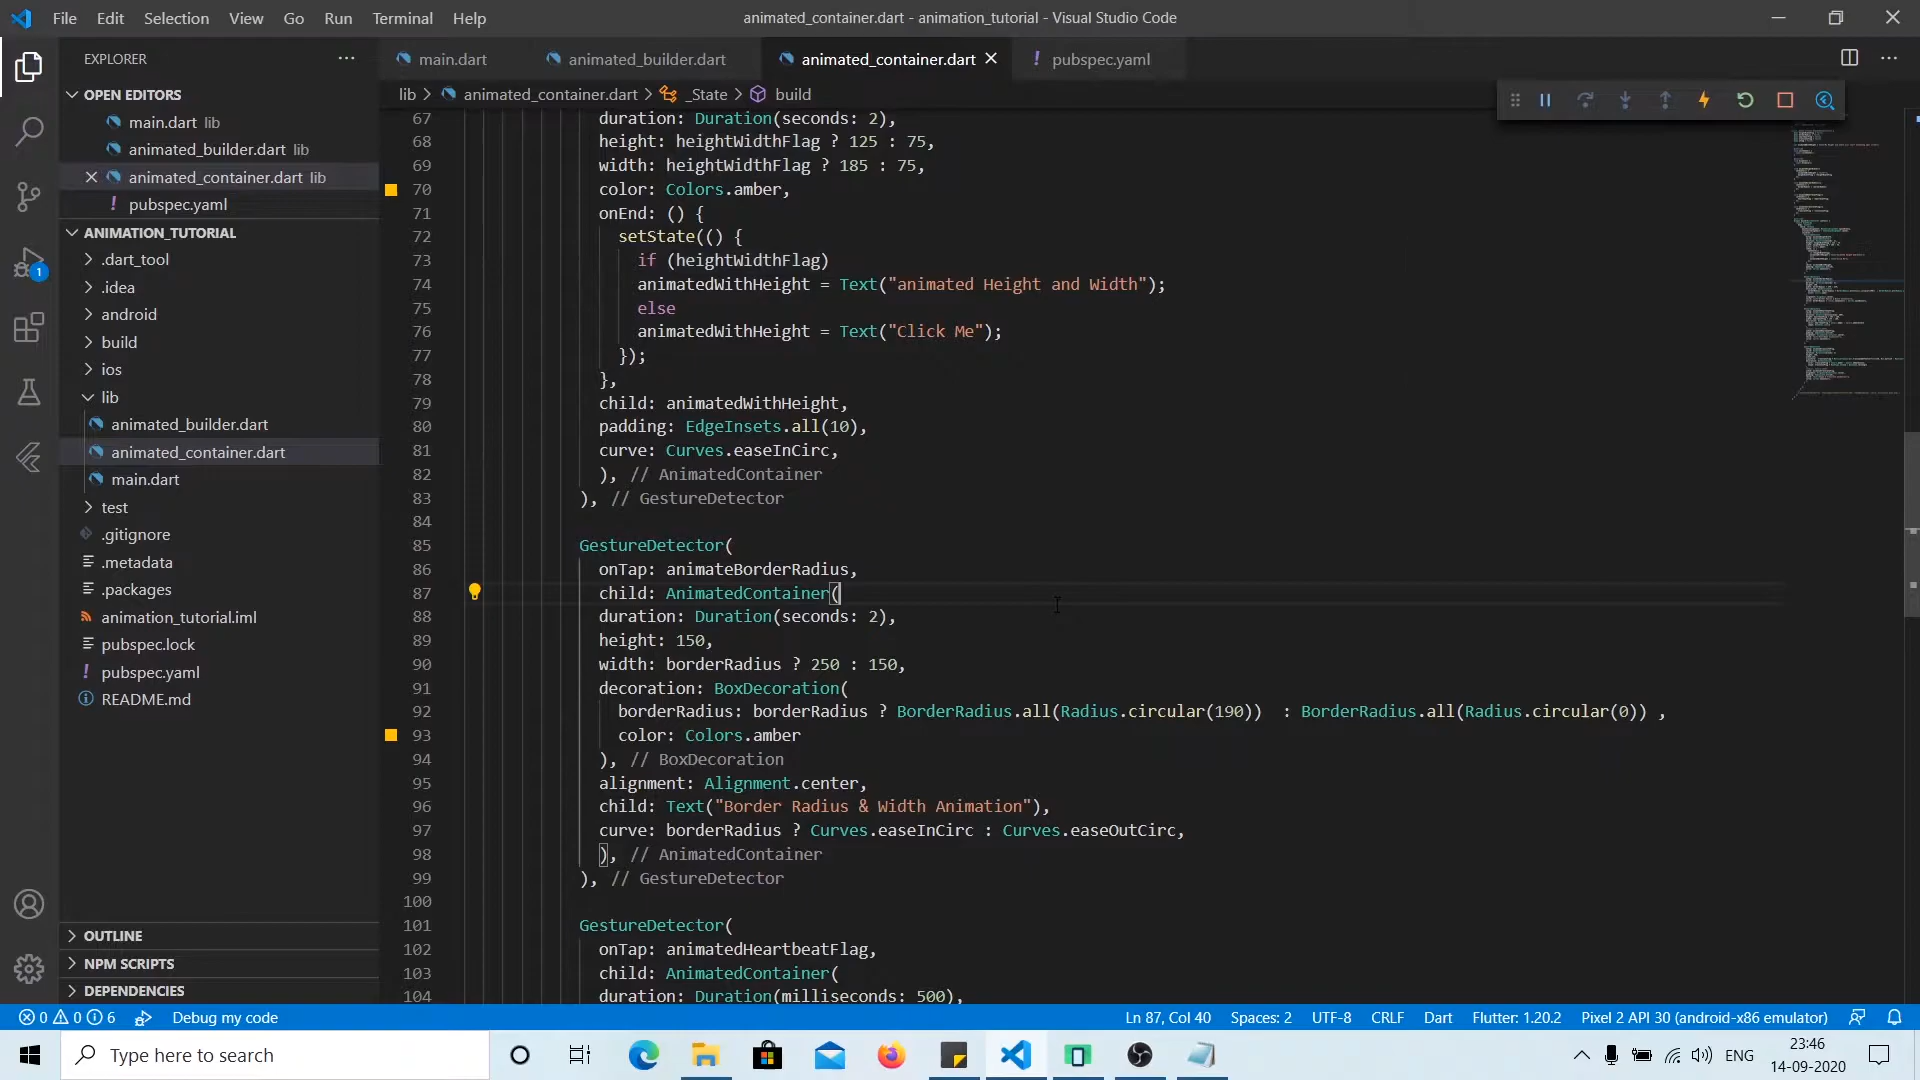 File Edit Selection View Go Run Terminal Help
animated_container.dart - animation_tutorial - Visual Studio Code
EXPLORER
main.dart
animated_builder.dart
animated_container.dart
! pubspec.yaml
OPEN EDITORS
main.dart lib
animated_builder.dart lib
animated_container.dart lib
! pubspec.yaml
ANIMATION_TUTORIAL
.dart_tool
.idea
android
build
ios
lib
animated_builder.dart
animated_container.dart
main.dart
test
.gitignore
.metadata
.packages
animation_tutorial.iml
pubspec.lock
! pubspec.yaml
README.md
OUTLINE
NPM SCRIPTS
DEPENDENCIES
1
lib > animated_container.dart > _State > build
67 duration: Duration(seconds: 2),
68 height: heightWidthFlag ? 125 : 75,
69 width: heightWidthFlag ? 185 : 75,
70 color: Colors.amber,
71 onEnd: () {
72 setState(() {
73 if (heightWidthFlag)
74 animatedWithHeight = Text("animated Height and Width");
75 else
76 animatedWithHeight = Text("Click Me");
77 });
78 },
79 child: animatedWithHeight,
80 padding: EdgeInsets.all(10),
81 curve: Curves.easeInCirc,
82 ), // AnimatedContainer
83 ), // GestureDetector
84
85 GestureDetector(
86 onTap: animateBorderRadius,
87 child: AnimatedContainer(
88 duration: Duration(seconds: 2),
89 height: 150,
90 width: borderRadius ? 250 : 150,
91 decoration: BoxDecoration(
92 borderRadius: borderRadius ? BorderRadius.all(Radius.circular(190))  : BorderRadius.all(Radius.circular(0)) ,
93 color: Colors.amber
94 ), // BoxDecoration
95 alignment: Alignment.center,
96 child: Text("Border Radius & Width Animation"),
97 curve: borderRadius ? Curves.easeInCirc : Curves.easeOutCirc,
98 ), // AnimatedContainer
99 ), // GestureDetector
100
101 GestureDetector(
102 onTap: animatedHeartbeatFlag,
103 child: AnimatedContainer(
104 duration: Duration(milliseconds: 500),
0 0 6 Debug my code
Ln 87, Col 40 Spaces: 2 UTF-8 CRLF Dart Flutter: 1.20.2 Pixel 2 API 30 (android-x86 emulator)
Type here to search
ENG
23:46
14-09-2020